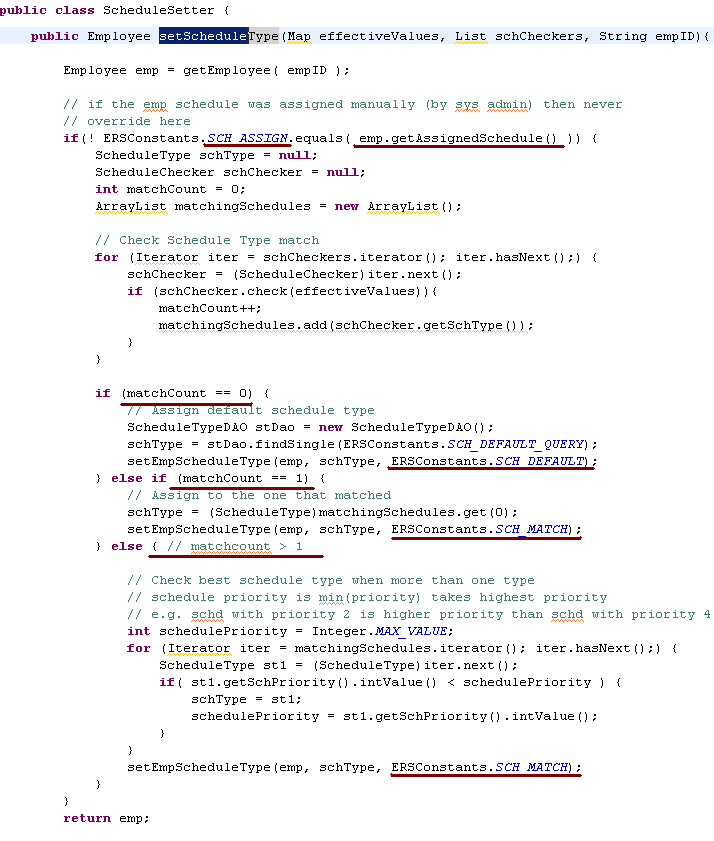 public class ScheduleSetter {
public Employee setScheduleType(Map effectiveValues, List schCheckers, String empID){
Employee emp = getEmployee( empID );
// if the emp schedule was assigned manually (by sys admin) then never
// override here
if(! ERSConstants.SCH_ASSIGN.equals( emp.getAssignedSchedule() )) {
ScheduleType schType = null;
ScheduleChecker schChecker = null;
int matchCount = 0;
ArrayList matchingSchedules = new ArrayList();
// Check Schedule Type match
for (Iterator iter = schCheckers.iterator(); iter.hasNext();) {
schChecker = (ScheduleChecker)iter.next();
if (schChecker.check(effectiveValues)){
matchCount++;
matchingSchedules.add(schChecker.getSchType());
}
}
if (matchCount == 0) {
// Assign default schedule type
ScheduleTypeDAO stDao = new ScheduleTypeDAO();
schType = stDao.findSingle(ERSConstants.SCH_DEFAULT_QUERY);
setEmpScheduleType(emp, schType, ERSConstants.SCH_DEFAULT);
} else if (matchCount == 1) {
// Assign to the one that matched
schType = (ScheduleType)matchingSchedules.get(0);
setEmpScheduleType(emp, schType, ERSConstants.SCH_MATCH);
} else { // matchcount > 1
// Check best schedule type when more than one type
// schedule priority is min(priority) takes highest priority
// e.g. schd with priority 2 is higher priority than schd with priority 4
int schedulePriority = Integer.MAX_VALUE;
for (Iterator iter = matchingSchedules.iterator(); iter.hasNext();) {
ScheduleType st1 = (ScheduleType)iter.next();
if( st1.getSchPriority().intValue() < schedulePriority ) {
schType = st1;
schedulePriority = st1.getSchPriority().intValue();
}
}
setEmpScheduleType(emp, schType, ERSConstants.SCH_MATCH);
}
}
return emp;